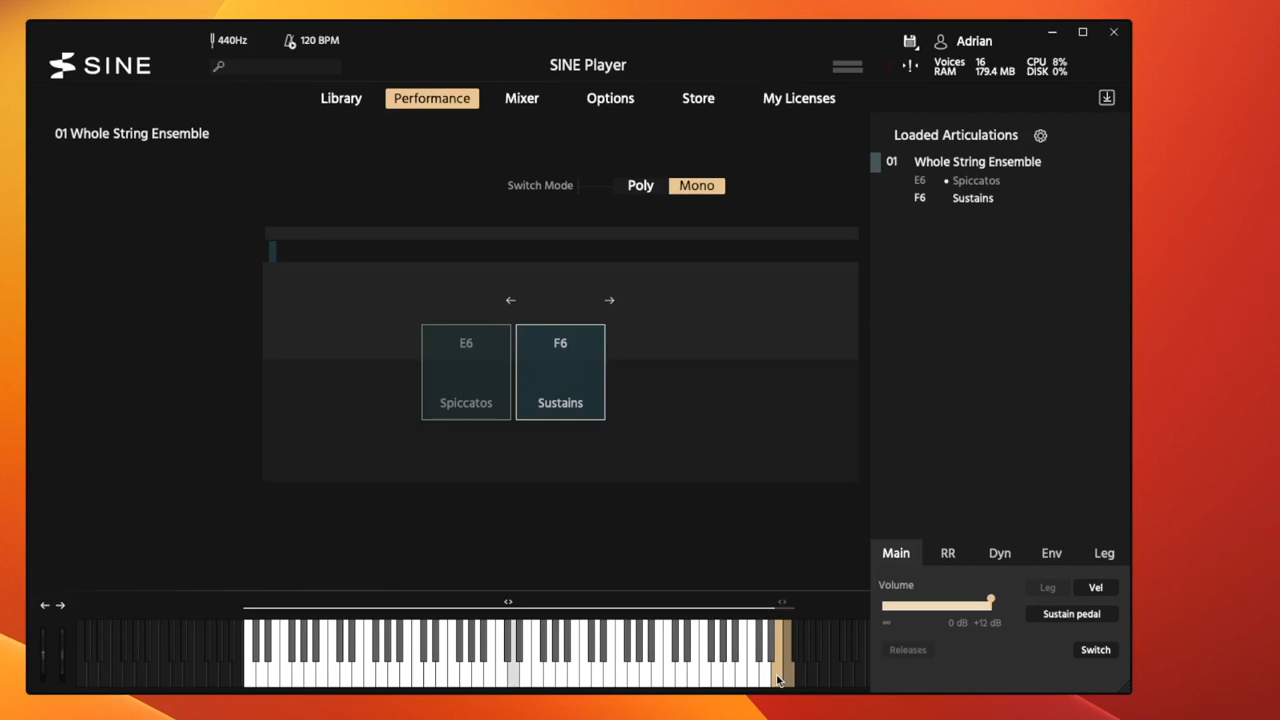 440Hz
120 BPM
SINE
SINE Player
Adrian
Voices 16 CPU 8%
RAM 179.4 MB DISK 0%
Library Performance Mixer Options Store My Licenses
01 Whole String Ensemble
Switch Mode Poly Mono
E6 F6
Spiccatos Sustains
Loaded Articulations
01 Whole String Ensemble
E6 • Spiccatos
F6 Sustains
Main RR Dyn Env Leg
Volume
Leg Vel
∞ 0 dB +12 dB
Sustain pedal
Releases Switch